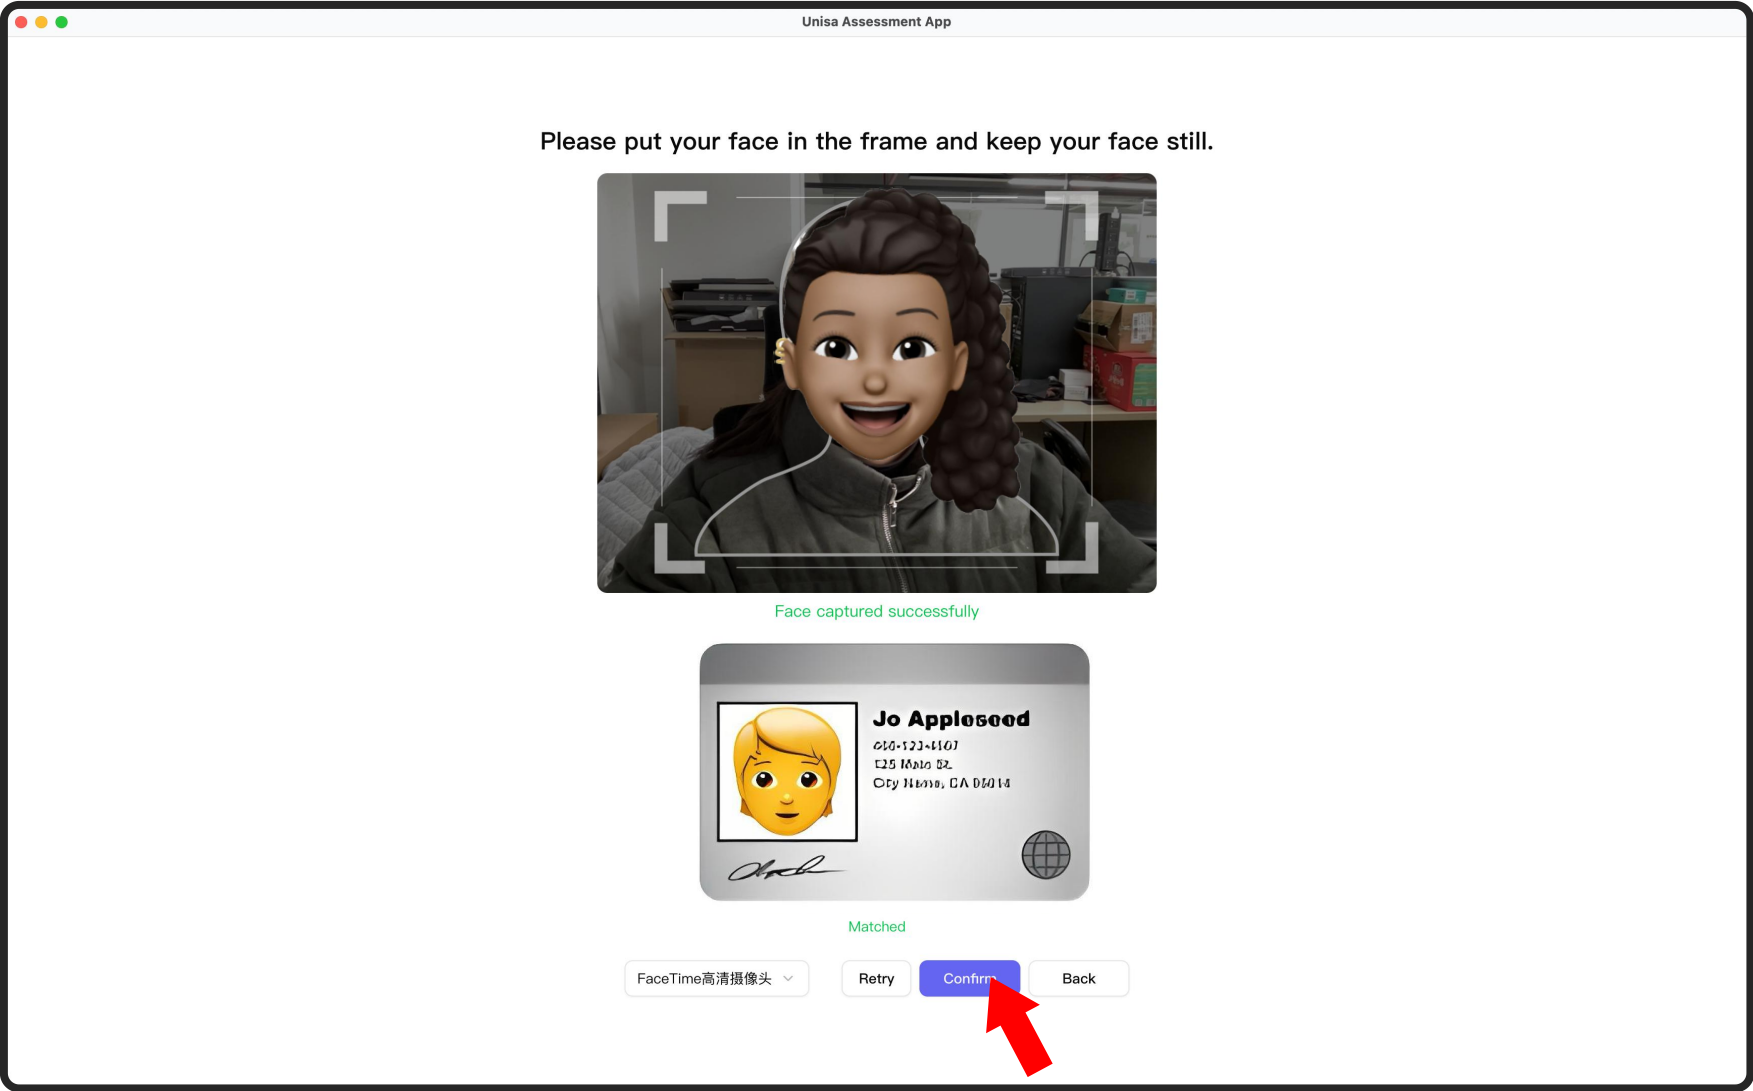 Unisa Assessment App
Please put your face in the frame and keep your face still.
Face captured successfully
Jo Appleseed
Matched
FaceTime高清摄像头
Retry
Confirm
Back